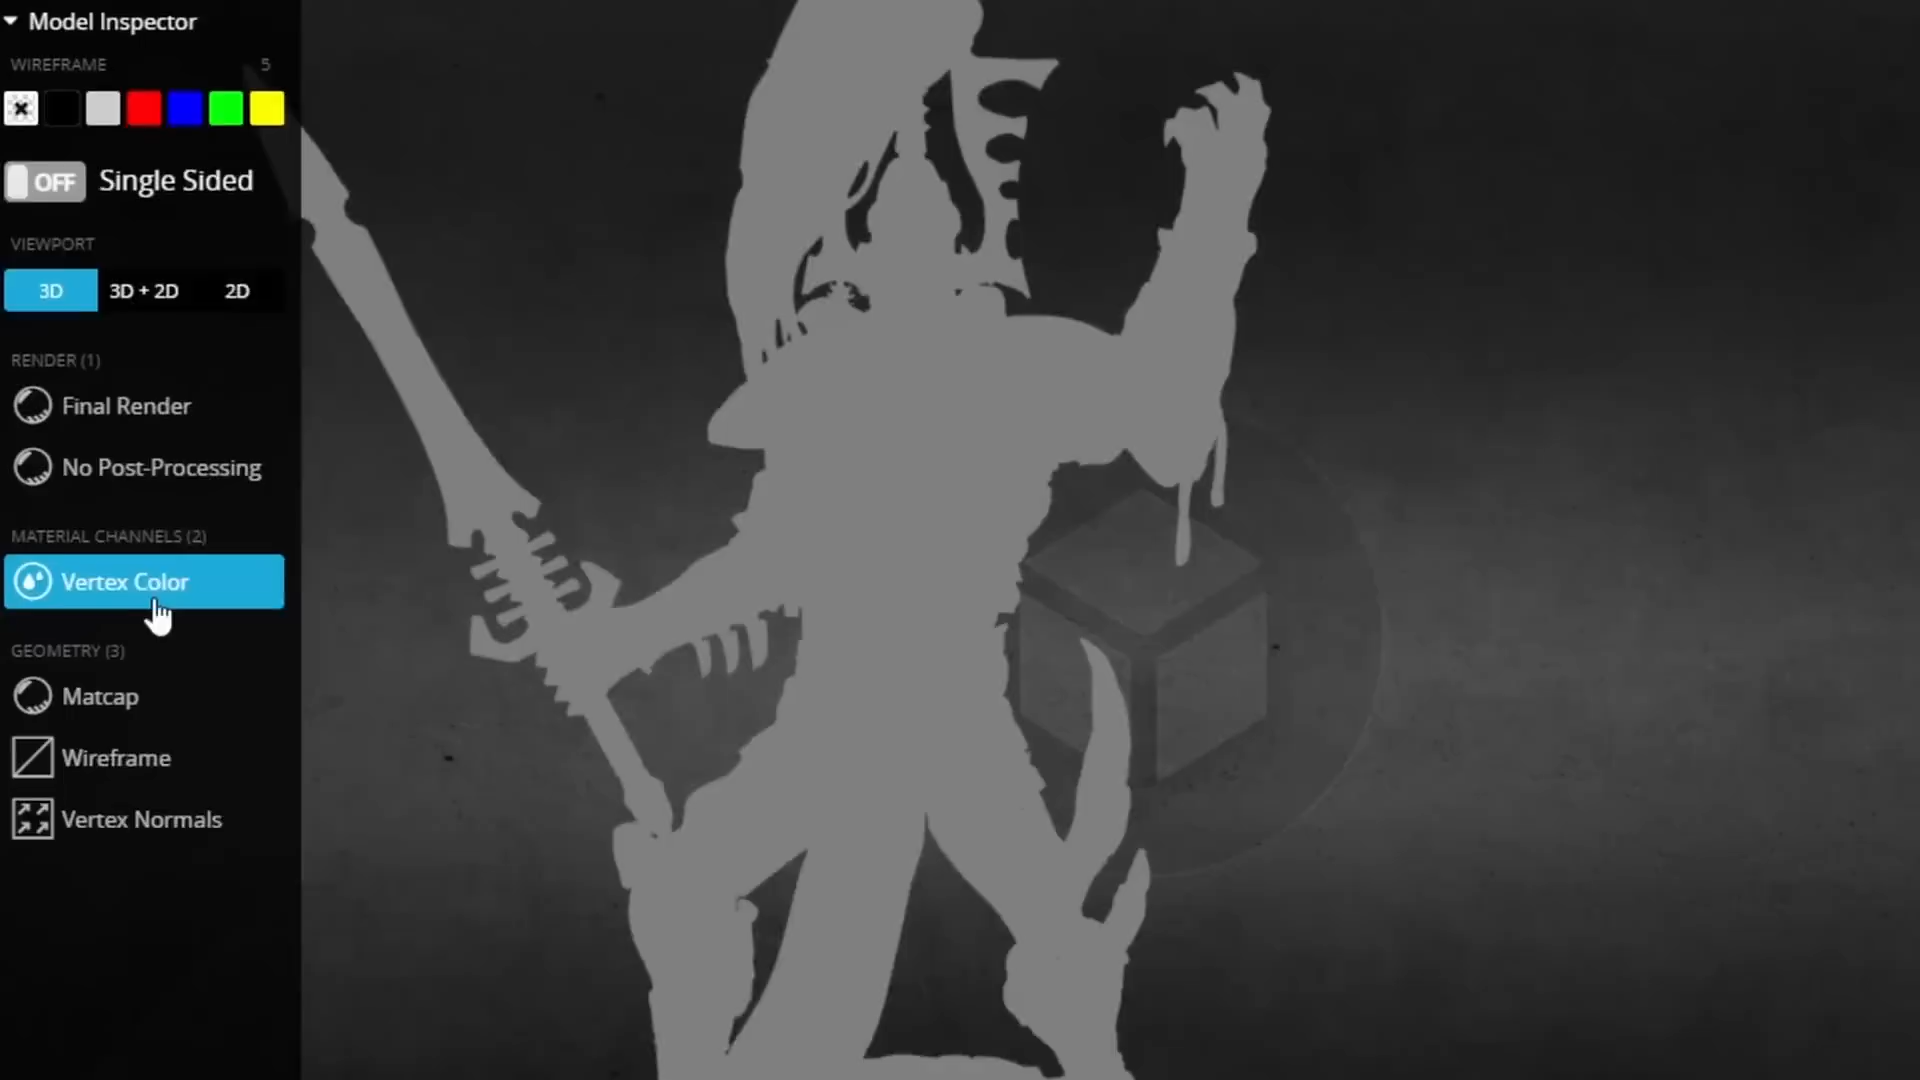 Model Inspector
WIREFRAME 5
OFF Single Sided
VIEWPORT
3D 3D + 2D 2D
RENDER (1)
Final Render
No Post-Processing
MATERIAL CHANNELS (2)
Vertex Color
GEOMETRY (3)
Matcap
Wireframe
Vertex Normals